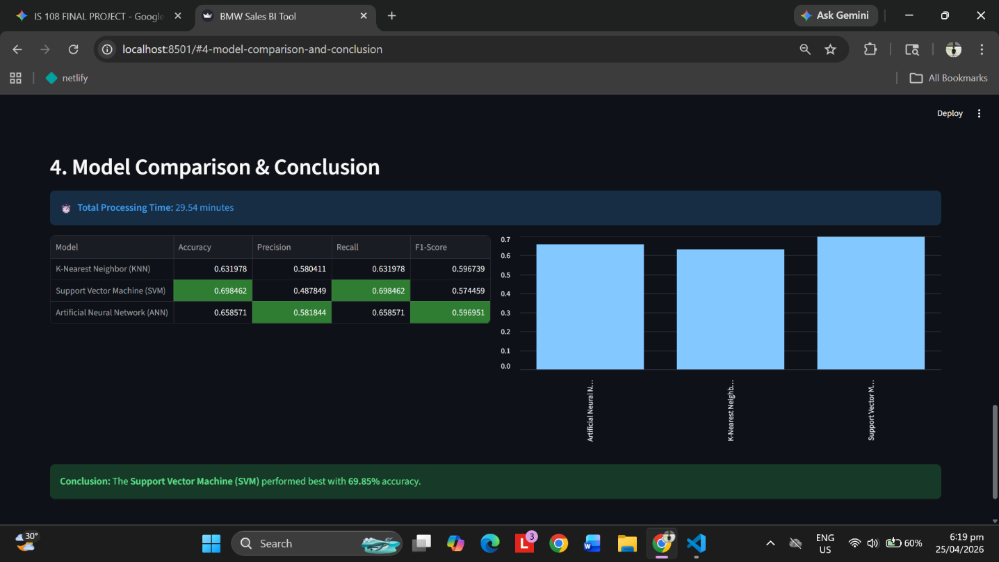 IS 108 FINAL PROJECT - Google
BMW Sales BI Tool
Ask Gemini
localhost:8501/#4-model-comparison-and-conclusion
netlify
All Bookmarks
Deploy
4. Model Comparison & Conclusion
Total Processing Time: 29.54 minutes
Model Accuracy Precision Recall F1-Score
K-Nearest Neighbor (KNN) 0.631978 0.580411 0.631978 0.596739
Support Vector Machine (SVM) 0.698462 0.487849 0.698462 0.574459
Artificial Neural Network (ANN) 0.658571 0.581844 0.658571 0.596951
0.7
0.6
0.5
0.4
0.3
0.2
0.1
0.0
Artificial Neural N…
K-Nearest Neighb…
Support Vector M…
Conclusion: The Support Vector Machine (SVM) performed best with 69.85% accuracy.
30°
Search
L
3
W
ENG
US
60%
6:19 pm
25/04/2026